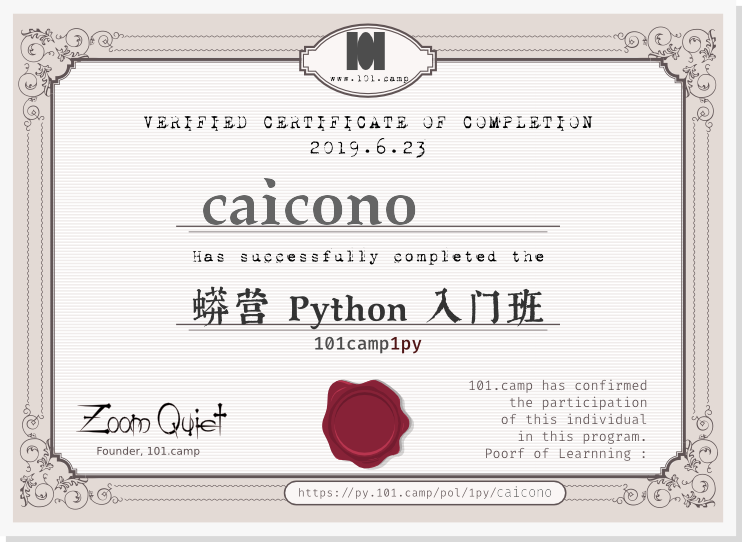 101
www.101.camp
VERIFIED CERTIFICATE OF COMPLETION
2019.6.23
caicono
Has successfully completed the
蟒营 Python 入门班
101camp1py
101.camp has confirmed
the participation
of this individual
in this program.
Poorf of Learnning :
Zoom Quiet
Founder, 101.camp
https://py.101.camp/pol/1py/caicono